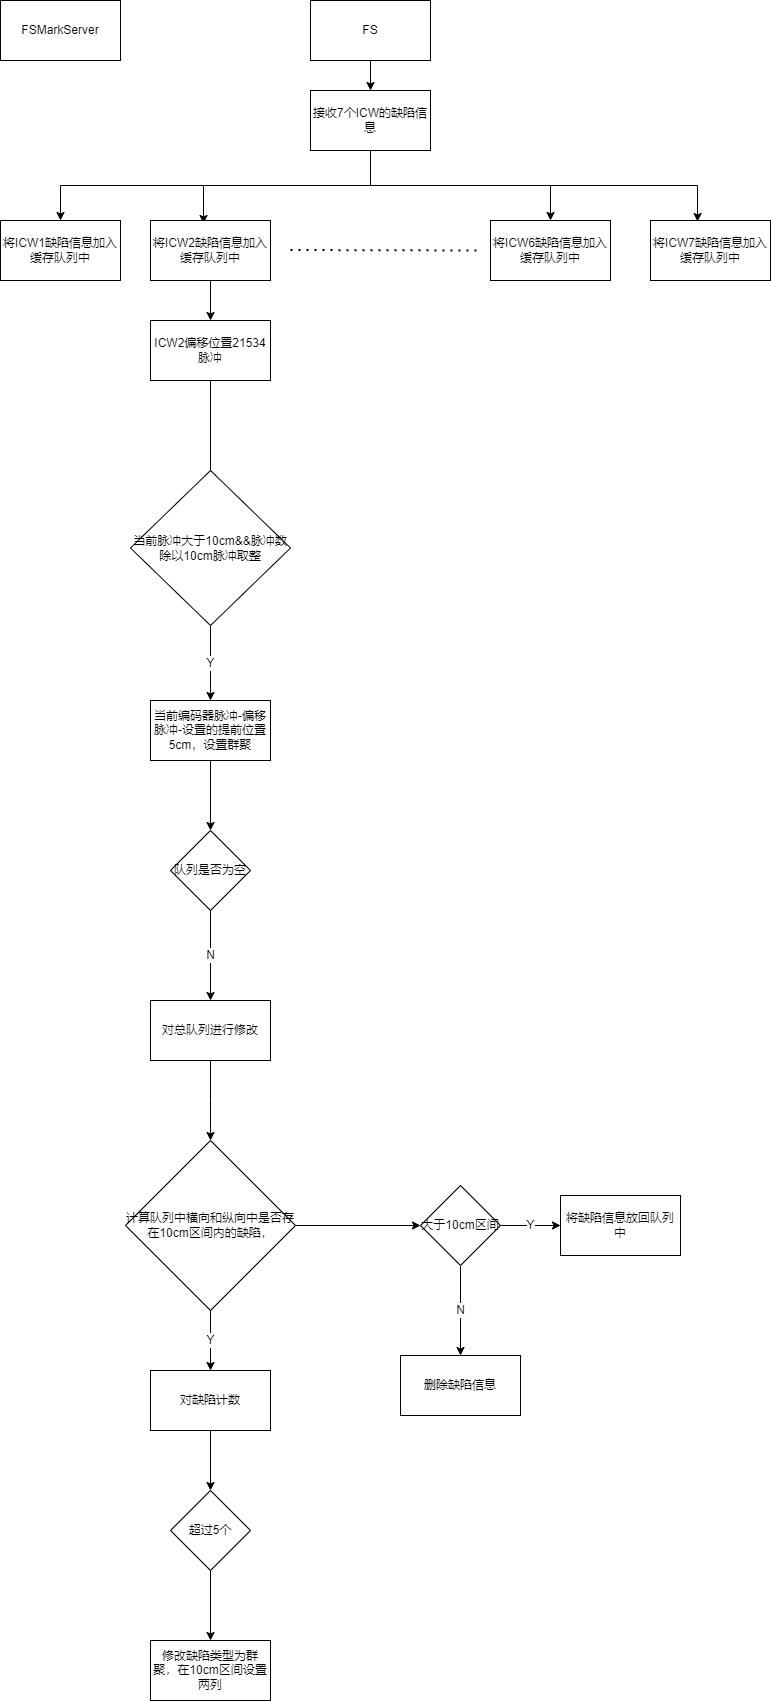 FSMarkServer
FS
接收7个ICW的缺陷信
息
将ICW1缺陷信息加入
缓存队列中
将ICW2缺陷信息加入
缓存队列中
将ICW6缺陷信息加入
缓存队列中
将ICW7缺陷信息加入
缓存队列中
ICW2偏移位置21534
脉冲
当前脉冲大于10cm&&脉冲数
除以10cm脉冲取整
Y
当前编码器脉冲-偏移
脉冲-设置的提前位置
5cm，设置群聚
队列是否为空
N
对总队列进行修改
计算队列中横向和纵向中是否存
在10cm区间内的缺陷，
大于10cm区间
Y
将缺陷信息放回队列
中
N
删除缺陷信息
Y
对缺陷计数
超过5个
修改缺陷类型为群
聚，在10cm区间设置
两列